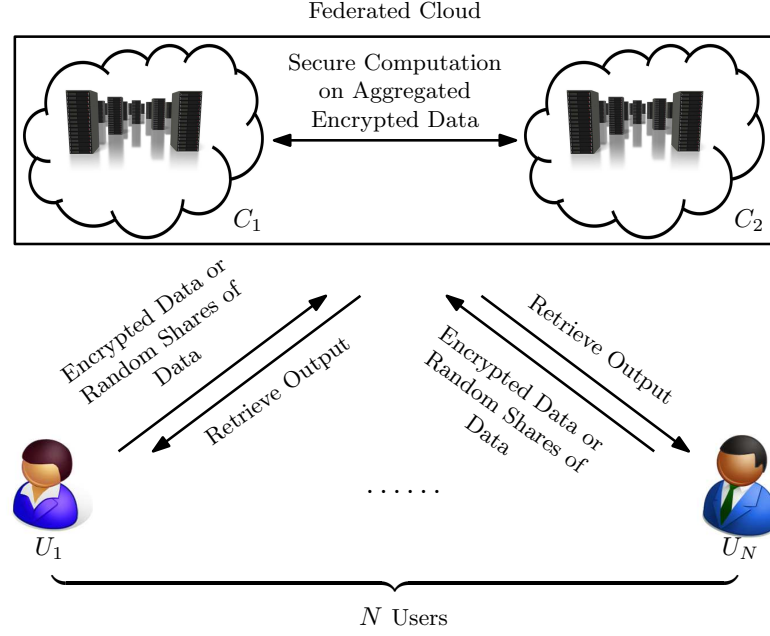 Federated Cloud
Secure Computation
on Aggregated
Encrypted Data
C₁
C₂
Encrypted Data or
Random Shares of
Data
Retrieve Output
Retrieve Output
Encrypted Data or
Random Shares of
Data
......
U₁
U_N
N Users